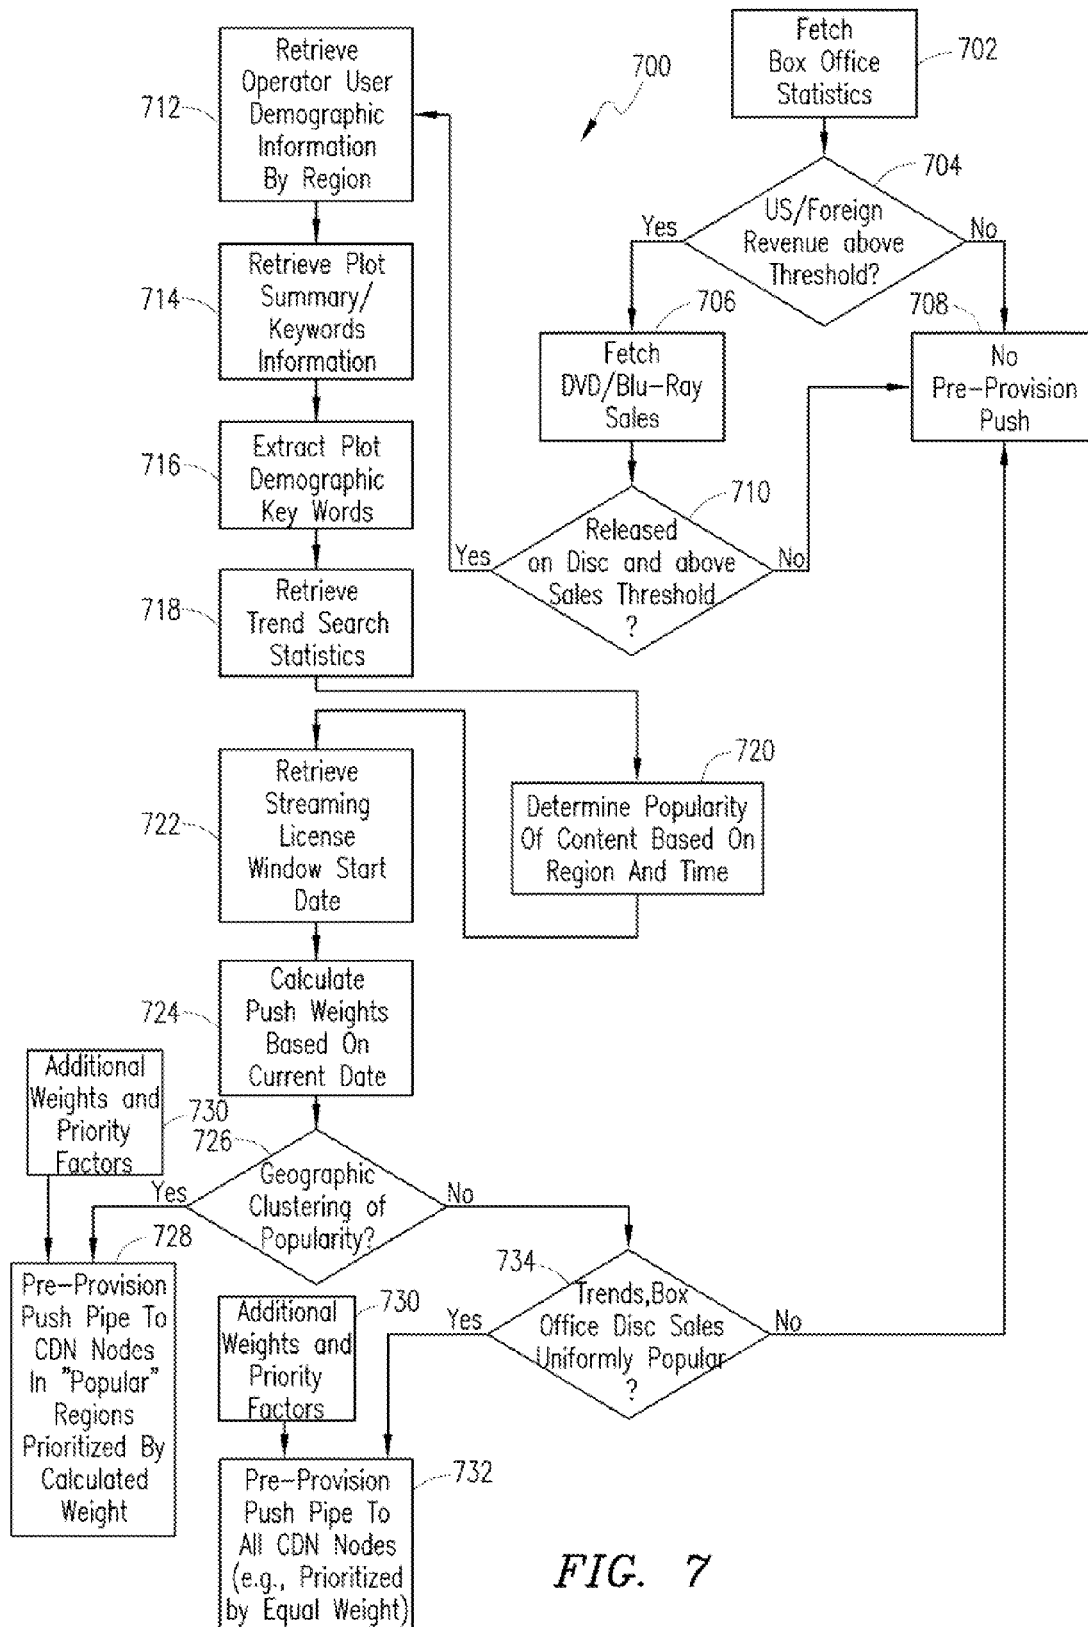 Fetch
Box Office
Statistics
702
700
Retrieve
Operator User
Demographic
Information
By Region
712
704
US/Foreign
Revenue above
Threshold?
Yes
No
Retrieve Plot
Summary/
Keywords
Information
714
706
Fetch
DVD/Blu-Ray
Sales
708
No
Pre-Provision
Push
Extract Plot
Demographic
Key Words
716
710
Released
on Disc and above
Sales Threshold
?
Yes
No
Retrieve
Trend Search
Statistics
718
720
Determine Popularity
Of Content Based On
Region And Time
Retrieve
Streaming
License
Window Start
Date
722
Calculate
Push Weights
Based On
Current Date
724
Additional
Weights and
Priority
Factors
730
726
Geographic
Clustering of
Popularity?
Yes
No
728
Pre-Provision
Push Pipe To
CDN Nodes
In "Popular"
Regions
Prioritized By
Calculated
Weight
734
Trends,Box
Office Disc Sales
Uniformly Popular
?
Yes
No
Additional
Weights and
Priority
Factors
730
Pre-Provision
Push Pipe To
All CDN Nodes
(e.g., Prioritized
by Equal Weight)
732
FIG. 7